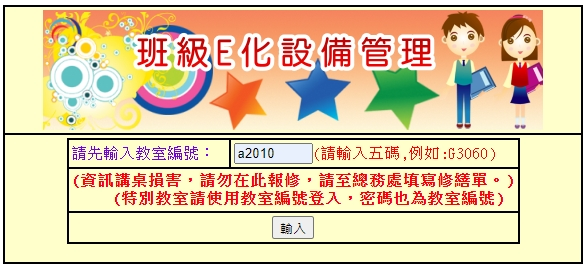 班級E化設備管理
請先輸入教室編號： a2010 (請輸入五碼,例如:G3060)
(資訊講桌損害，請勿在此報修，請至總務處填寫修繕單。)
(特別教室請使用教室編號登入，密碼也為教室編號)
輸入